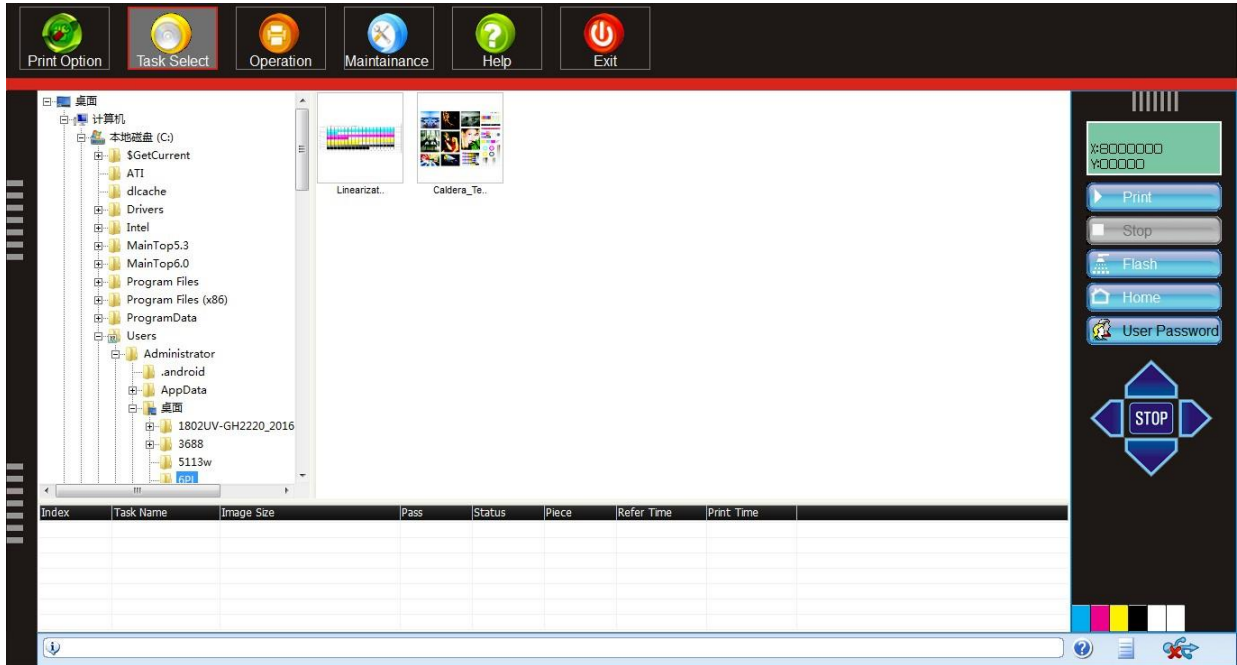 Print Option
Task Select
Operation
Maintainance
Help
Exit
桌面
计算机
本地磁盘 (C:)
$GetCurrent
ATI
dlcache
Drivers
Intel
MainTop5.3
MainTop6.0
Program Files
Program Files (x86)
ProgramData
Users
Administrator
.android
AppData
桌面
1802UV-GH2220_2016
3688
5113w
6PL
Linearizat..
Caldera_Te..
X:8000000
Y:00000
Print
Stop
Flash
Home
User Password
STOP
Index Task Name Image Size Pass Status Piece Refer Time Print Time